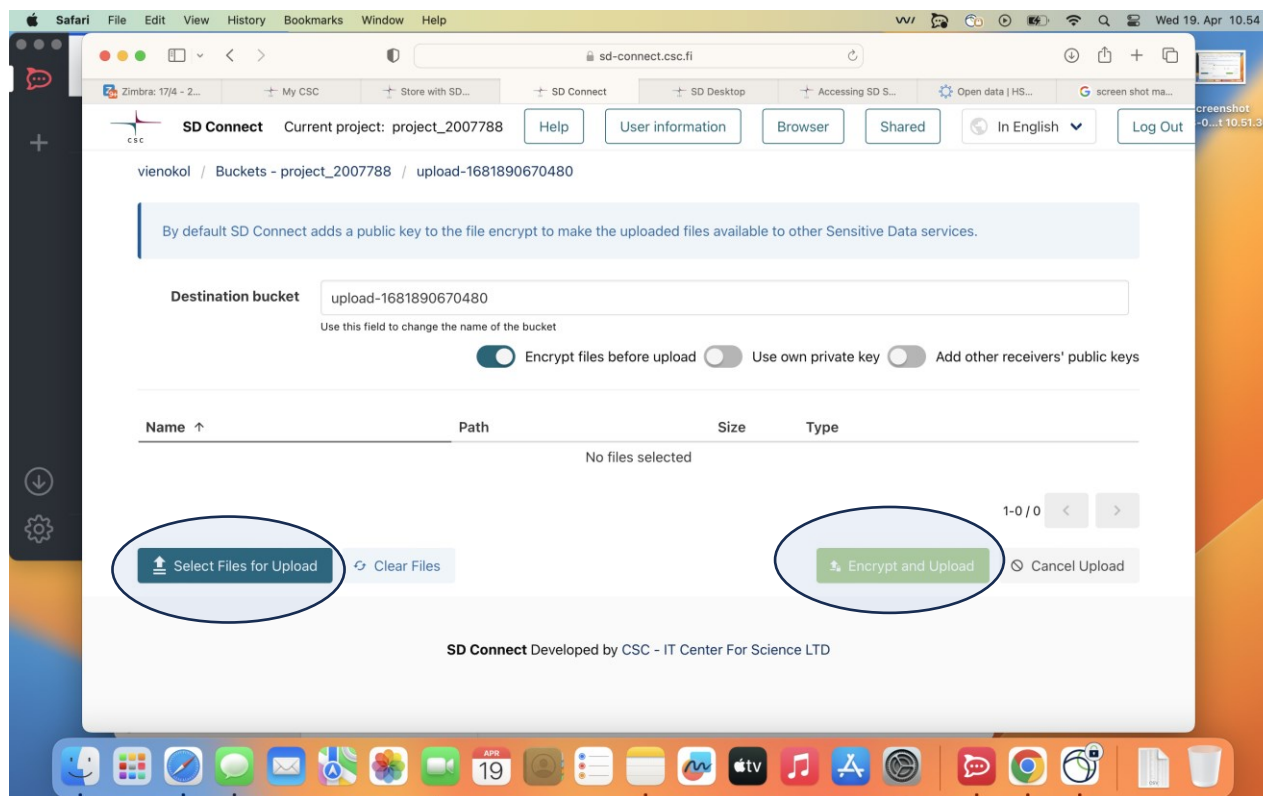 Safari File Edit View History Bookmarks Window Help Wed 19. Apr 10.54
sd-connect.csc.fi
Zimbra: 17/4 - 2... My CSC Store with SD... SD Connect SD Desktop Accessing SD S... Open data | HS... G screen shot ma...
csc SD Connect Current project: project_2007788 Help User information Browser Shared In English Log Out
vienokol / Buckets - project_2007788 / upload-1681890670480
By default SD Connect adds a public key to the file encrypt to make the uploaded files available to other Sensitive Data services.
Destination bucket upload-1681890670480
Use this field to change the name of the bucket
Encrypt files before upload Use own private key Add other receivers' public keys
Name ↑ Path Size Type
No files selected
1-0 / 0 < >
Select Files for Upload Clear Files Encrypt and Upload Cancel Upload
SD Connect Developed by CSC - IT Center For Science LTD
APR
19
tv